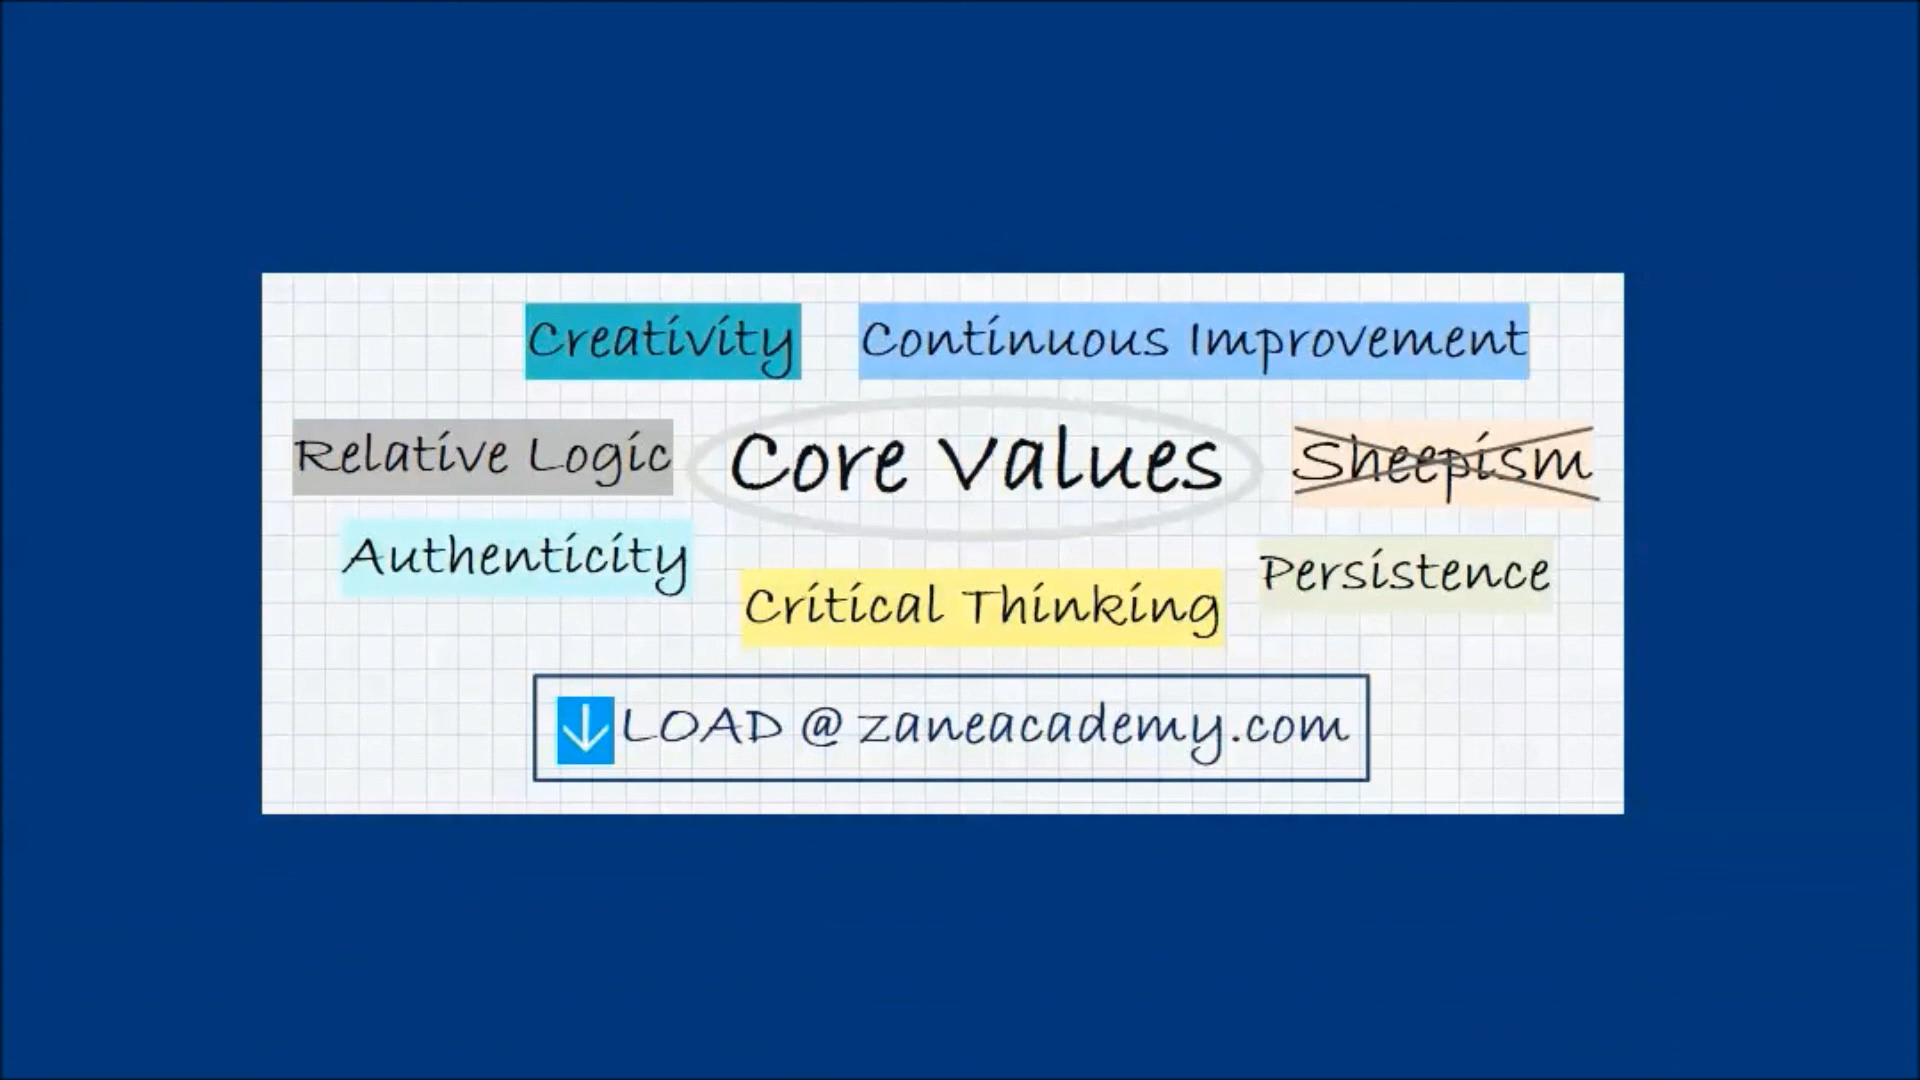 Creativity
Continuous Improvement
Relative Logic
Core Values
Sheepism
Authenticity
Critical Thinking
Persistence
LOAD @ zaneacademy.com